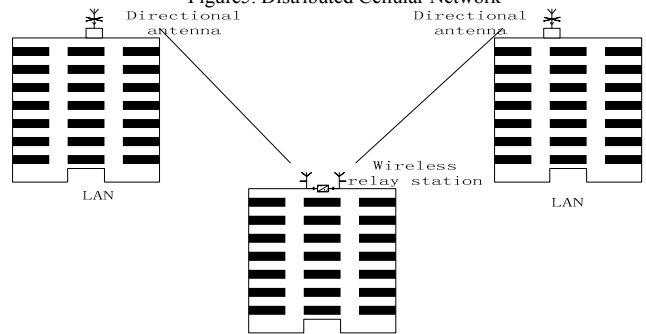 Figure5. Distributed Cellular Network
Directional
antenna
Directional
antenna
Wireless
relay station
LAN
LAN